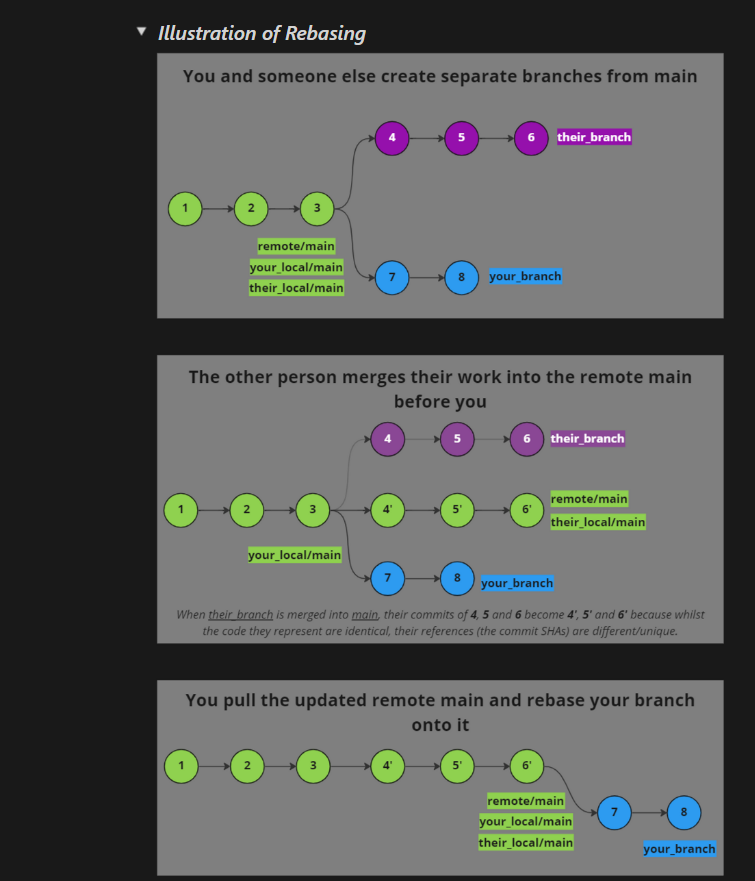 Illustration of Rebasing
You and someone else create separate branches from main
4 5 6 their_branch
1 2 3
remote/main
your_local/main
their_local/main
7 8 your_branch
The other person merges their work into the remote main
before you
4 5 6 their_branch
1 2 3 4' 5' 6' remote/main
their_local/main
your_local/main
7 8 your_branch
When their_branch is merged into main, their commits of 4, 5 and 6 become 4', 5' and 6' because whilst
the code they represent are identical, their references (the commit SHAs) are different/unique.
You pull the updated remote main and rebase your branch
onto it
1 2 3 4' 5' 6'
remote/main
your_local/main
their_local/main
7 8
your_branch